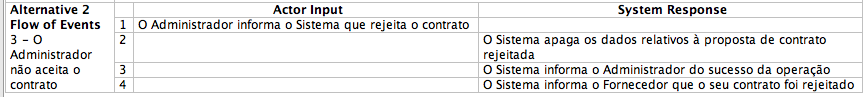 Alternative 2 Actor Input System Response
Flow of Events 1 O Administrador informa o Sistema que rejeita o contrato
3 – O 2 O Sistema apaga os dados relativos à proposta de contrato
Administrador rejeitada
não aceita o 3 O Sistema informa o Administrador do sucesso da operação
contrato 4 O Sistema informa o Fornecedor que o seu contrato foi rejeitado